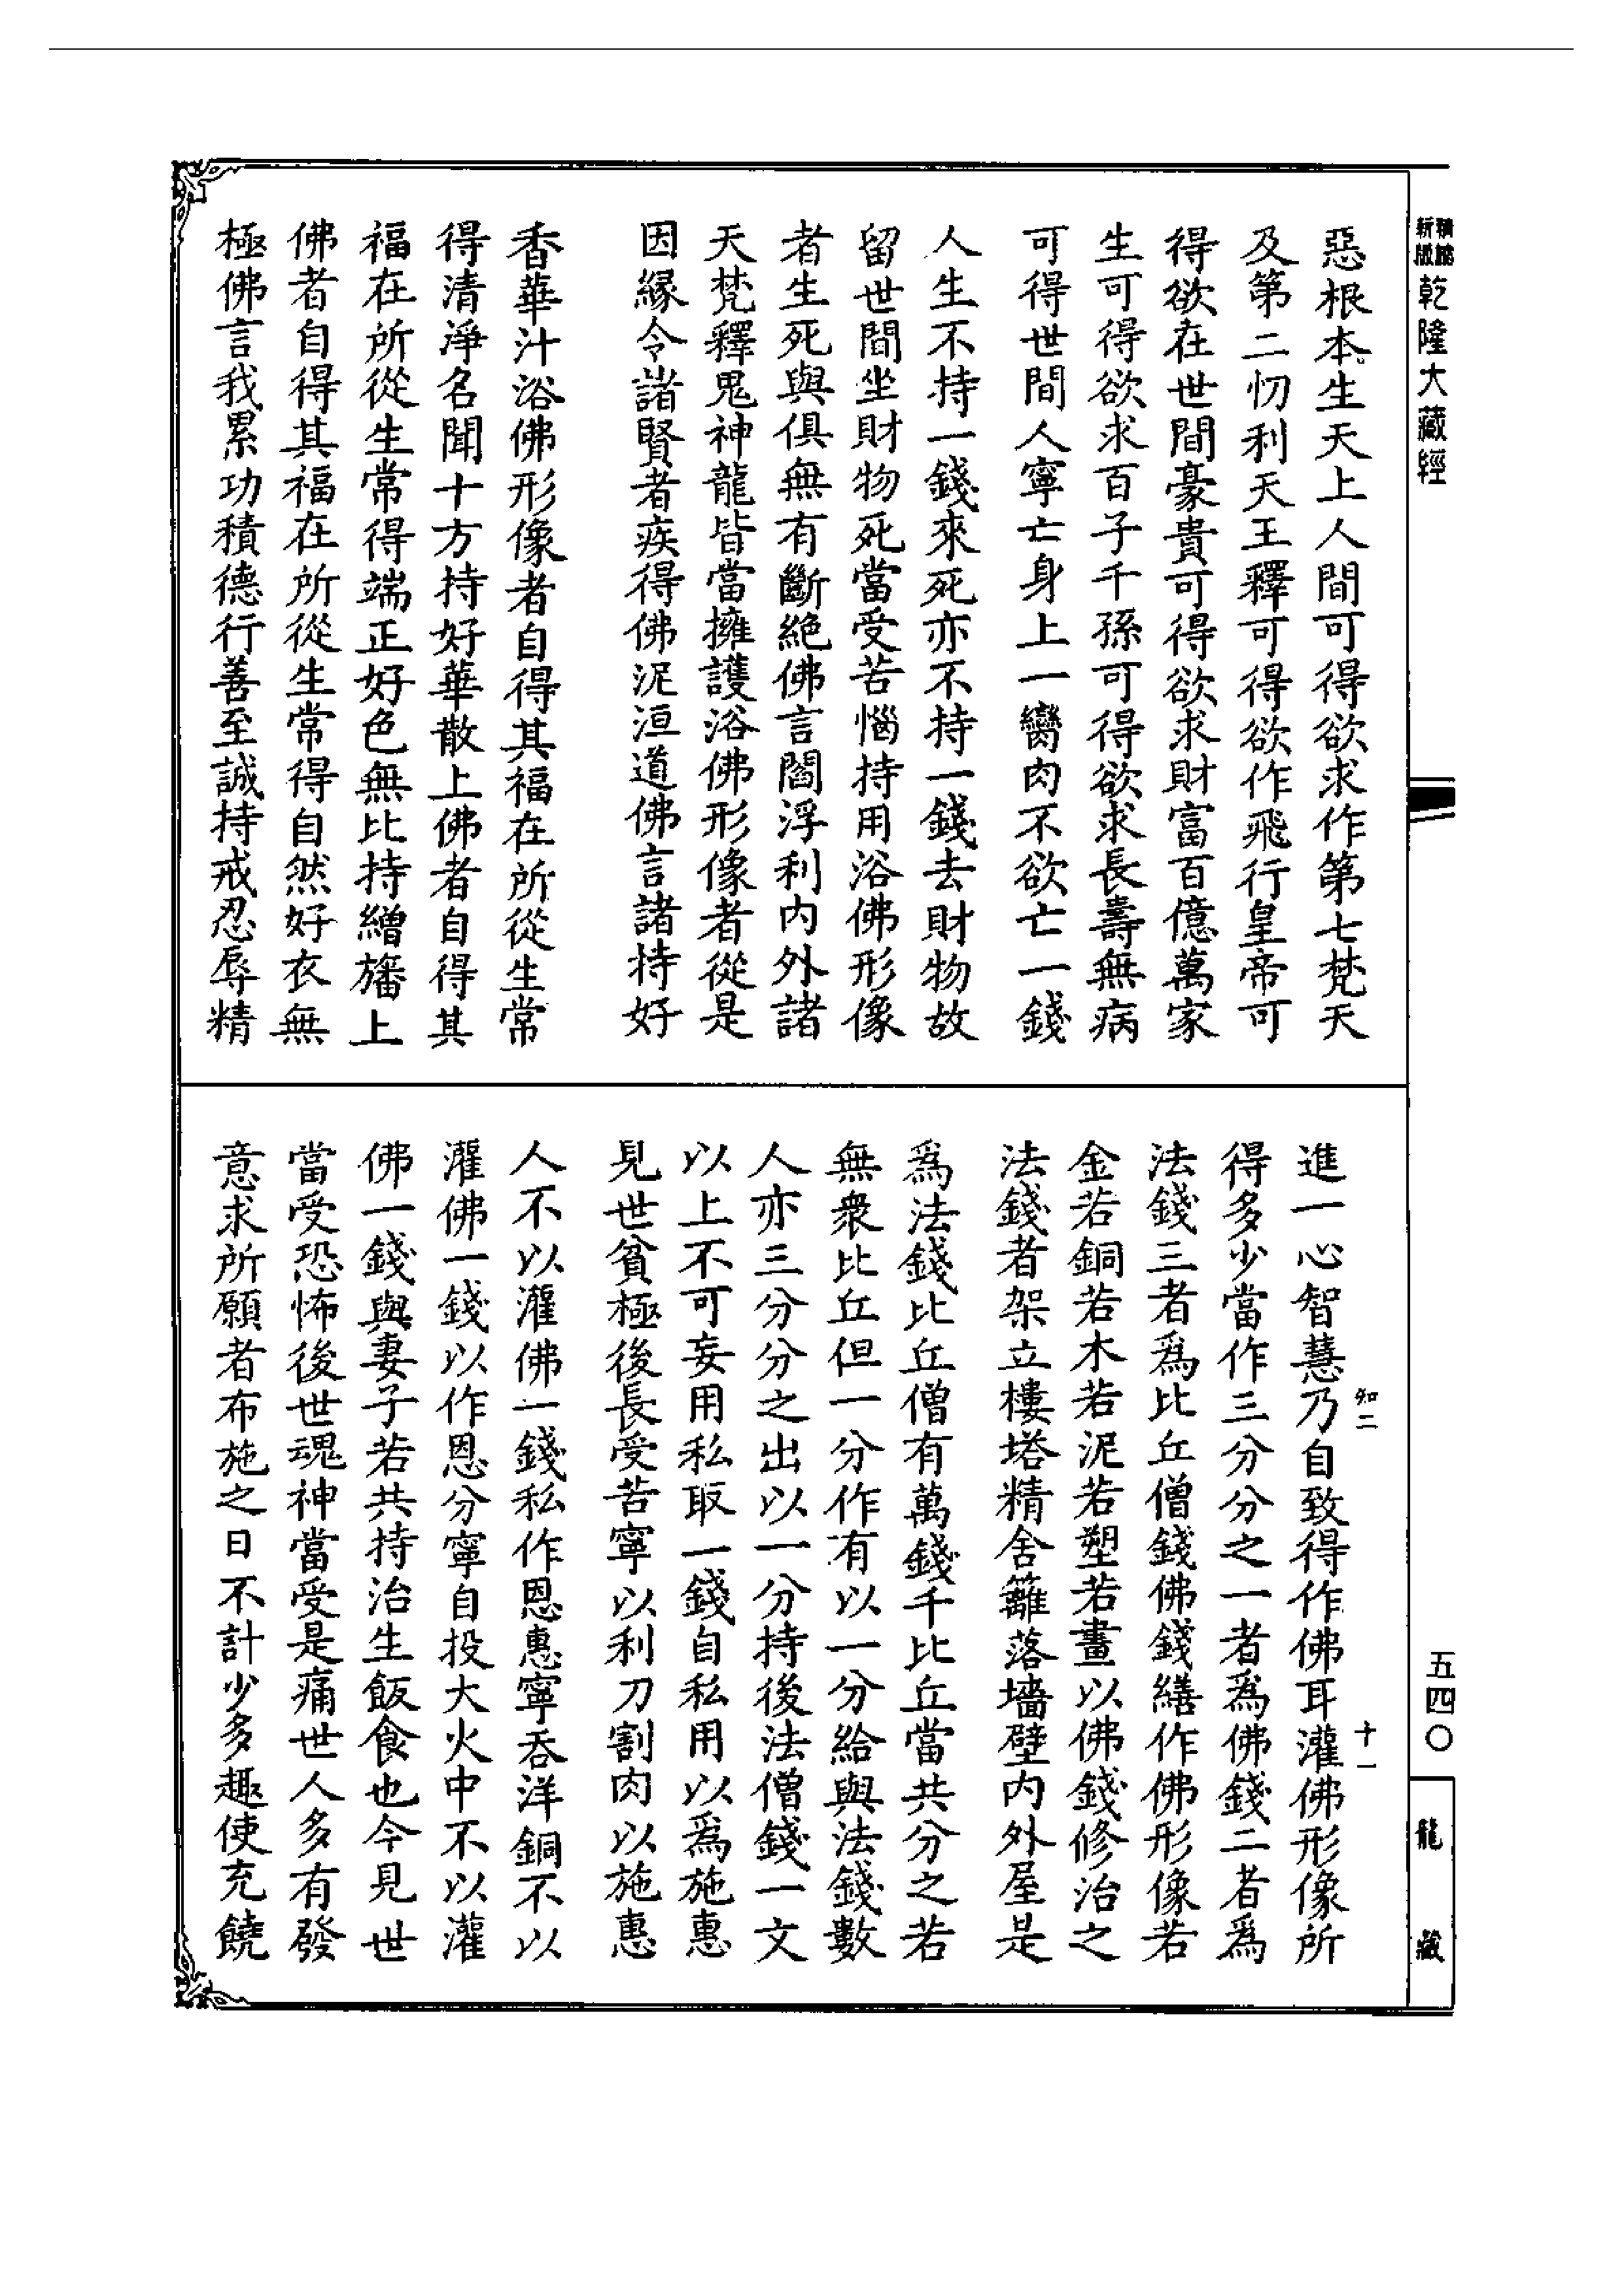 新版
乾隆大藏經
惡根本生天上人間可得欲求作第七梵天
及第二忉利天王釋可得欲作飛行皇帝可
得欲在世間豪貴可得欲求財富百億萬家
生可得欲求百子千孫可得欲求長壽無病
可得世間人寧亡身上一臠肉不欲亡一錢
人生不持一錢來死亦不持一錢去財物故
留世間坐財物死當受苦惱持用浴佛形像
者生死與俱無有斷絕佛言閻浮利內外諸
天梵釋鬼神龍皆當擁護浴佛形像者從是
因緣令諸賢者疾得佛泥洹道佛言諸持好
香華汁浴佛形像者自得其福在所從生常
得清淨名聞十方持好華散上佛者自得其
福在所從生常得端正好色無比持繒旛上
佛者自得其福在所從生常得自然好衣無
極佛言我累功積德行善至誠持戒忍辱精
進一心智慧乃自致得作佛耳灌佛形像所
得多少當作三分分之一者為佛錢二者為
法錢三者為比丘僧錢佛錢繕作佛形像若
金若銅若木若泥若塑若畫以佛錢修治之
法錢者架立樓塔精舍籬落墻壁內外屋是
為法錢比丘僧有萬錢千比丘當共分之若
無衆比丘但一分作有以一分給與法錢數
人亦三分分之出以一分持後法僧錢一文
以上不可妄用私取一錢自私用以為施惠
見世貧極後長受苦寧以利刀割肉以施惠
人不以灌佛一錢私作恩惠寧吞洋銅不以
灌佛一錢以作恩分寧自投大火中不以灌
佛一錢與妻子若共持治生飯食也今見世
當受恐怖後世魂神當受是痛世人多有發
意求所願者布施之日不計少多趣使充饒
知二
十一
五四〇
龍藏